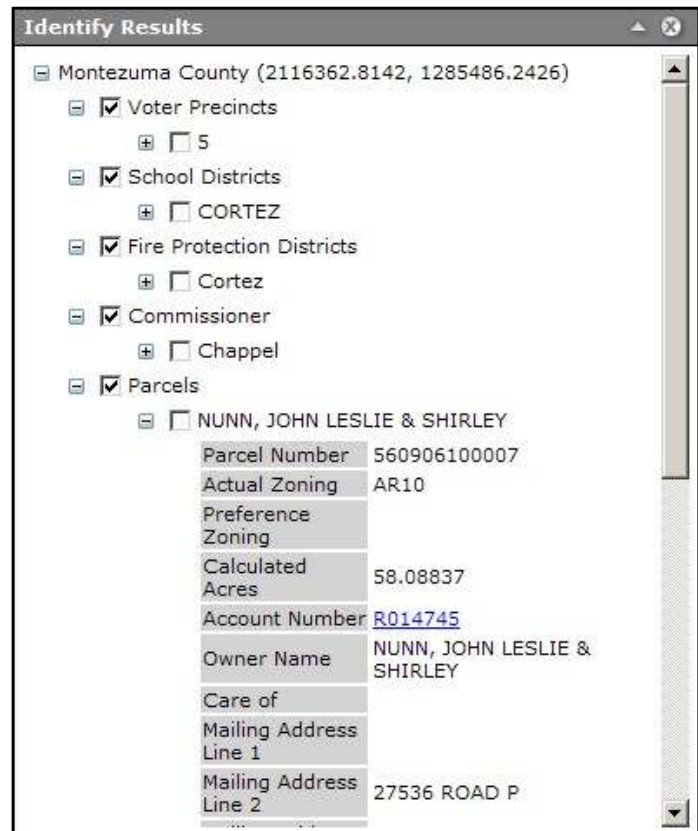 Identify Results
Montezuma County (2116362.8142, 1285486.2426)
Voter Precincts
5
School Districts
CORTEZ
Fire Protection Districts
Cortez
Commissioner
Chappel
Parcels
NUNN, JOHN LESLIE & SHIRLEY
Parcel Number 560906100007
Actual Zoning AR10
Preference
Zoning
Calculated
Acres 58.08837
Account Number R014745
Owner Name NUNN, JOHN LESLIE &
SHIRLEY
Care of
Mailing Address
Line 1
Mailing Address
Line 2 27536 ROAD P